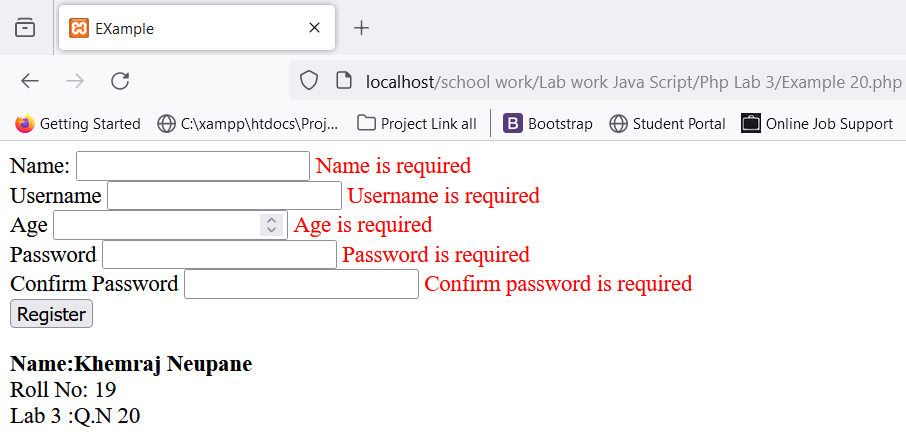 EXample
localhost/school work/Lab work Java Script/Php Lab 3/Example 20.php
Getting Started C:\xampp\htdocs\Proj... Project Link all Bootstrap Student Portal Online Job Support
Name: Name is required
Username Username is required
Age Age is required
Password Password is required
Confirm Password Confirm password is required
Register
Name:Khemraj Neupane
Roll No: 19
Lab 3 :Q.N 20